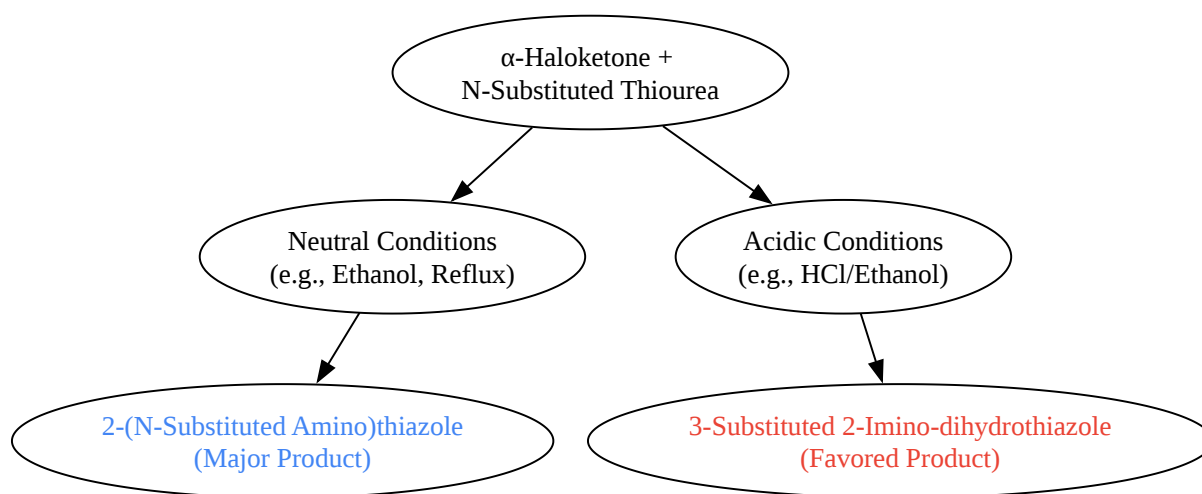 α-Haloketone +
N-Substituted Thiourea
Neutral Conditions
(e.g., Ethanol, Reflux)
Acidic Conditions
(e.g., HCl/Ethanol)
2-(N-Substituted Amino)thiazole
(Major Product)
3-Substituted 2-Imino-dihydrothiazole
(Favored Product)